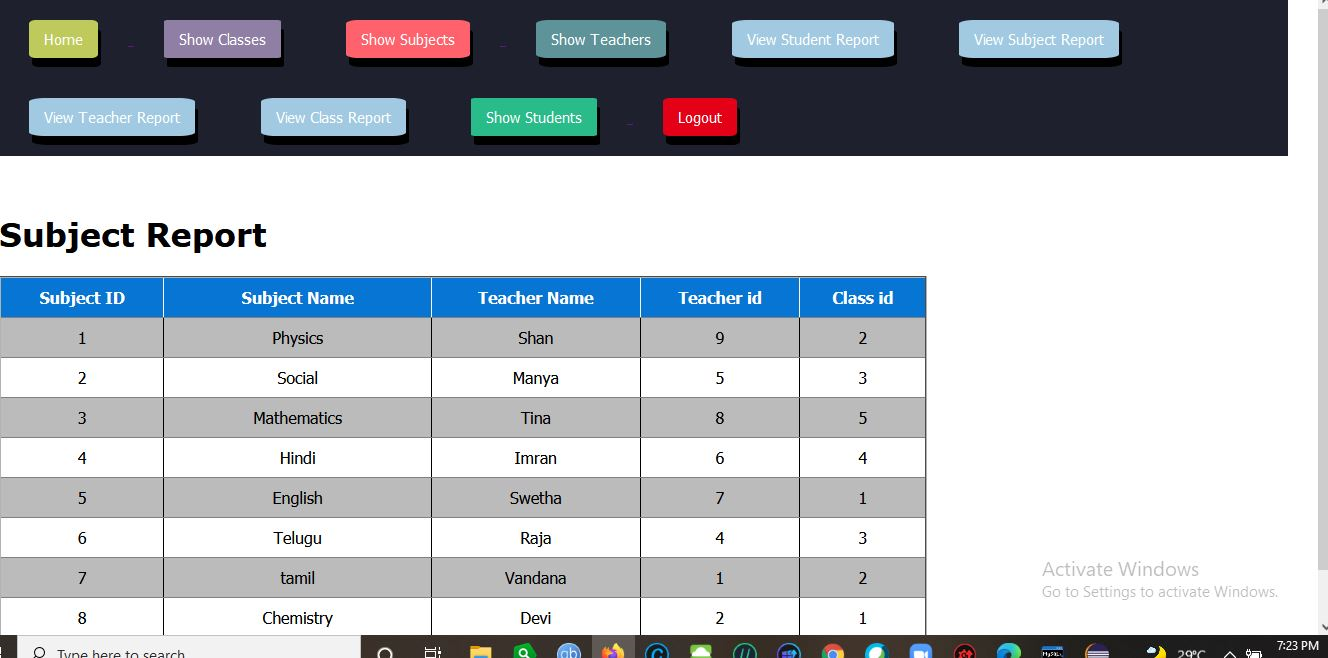 Home Show Classes Show Subjects Show Teachers View Student Report View Subject Report
View Teacher Report View Class Report Show Students Logout
Subject Report
Subject ID Subject Name Teacher Name Teacher id Class id
1 Physics Shan 9 2
2 Social Manya 5 3
3 Mathematics Tina 8 5
4 Hindi Imran 6 4
5 English Swetha 7 1
6 Telugu Raja 4 3
7 tamil Vandana 1 2
8 Chemistry Devi 2 1
Activate Windows
Go to Settings to activate Windows.
Type here to search
29°C
7:23 PM